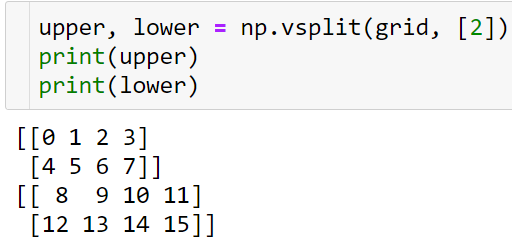 upper, lower = np.vsplit(grid, [2])
print(upper)
print(lower)
[[0 1 2 3]
 [4 5 6 7]]
[[ 8  9 10 11]
 [12 13 14 15]]